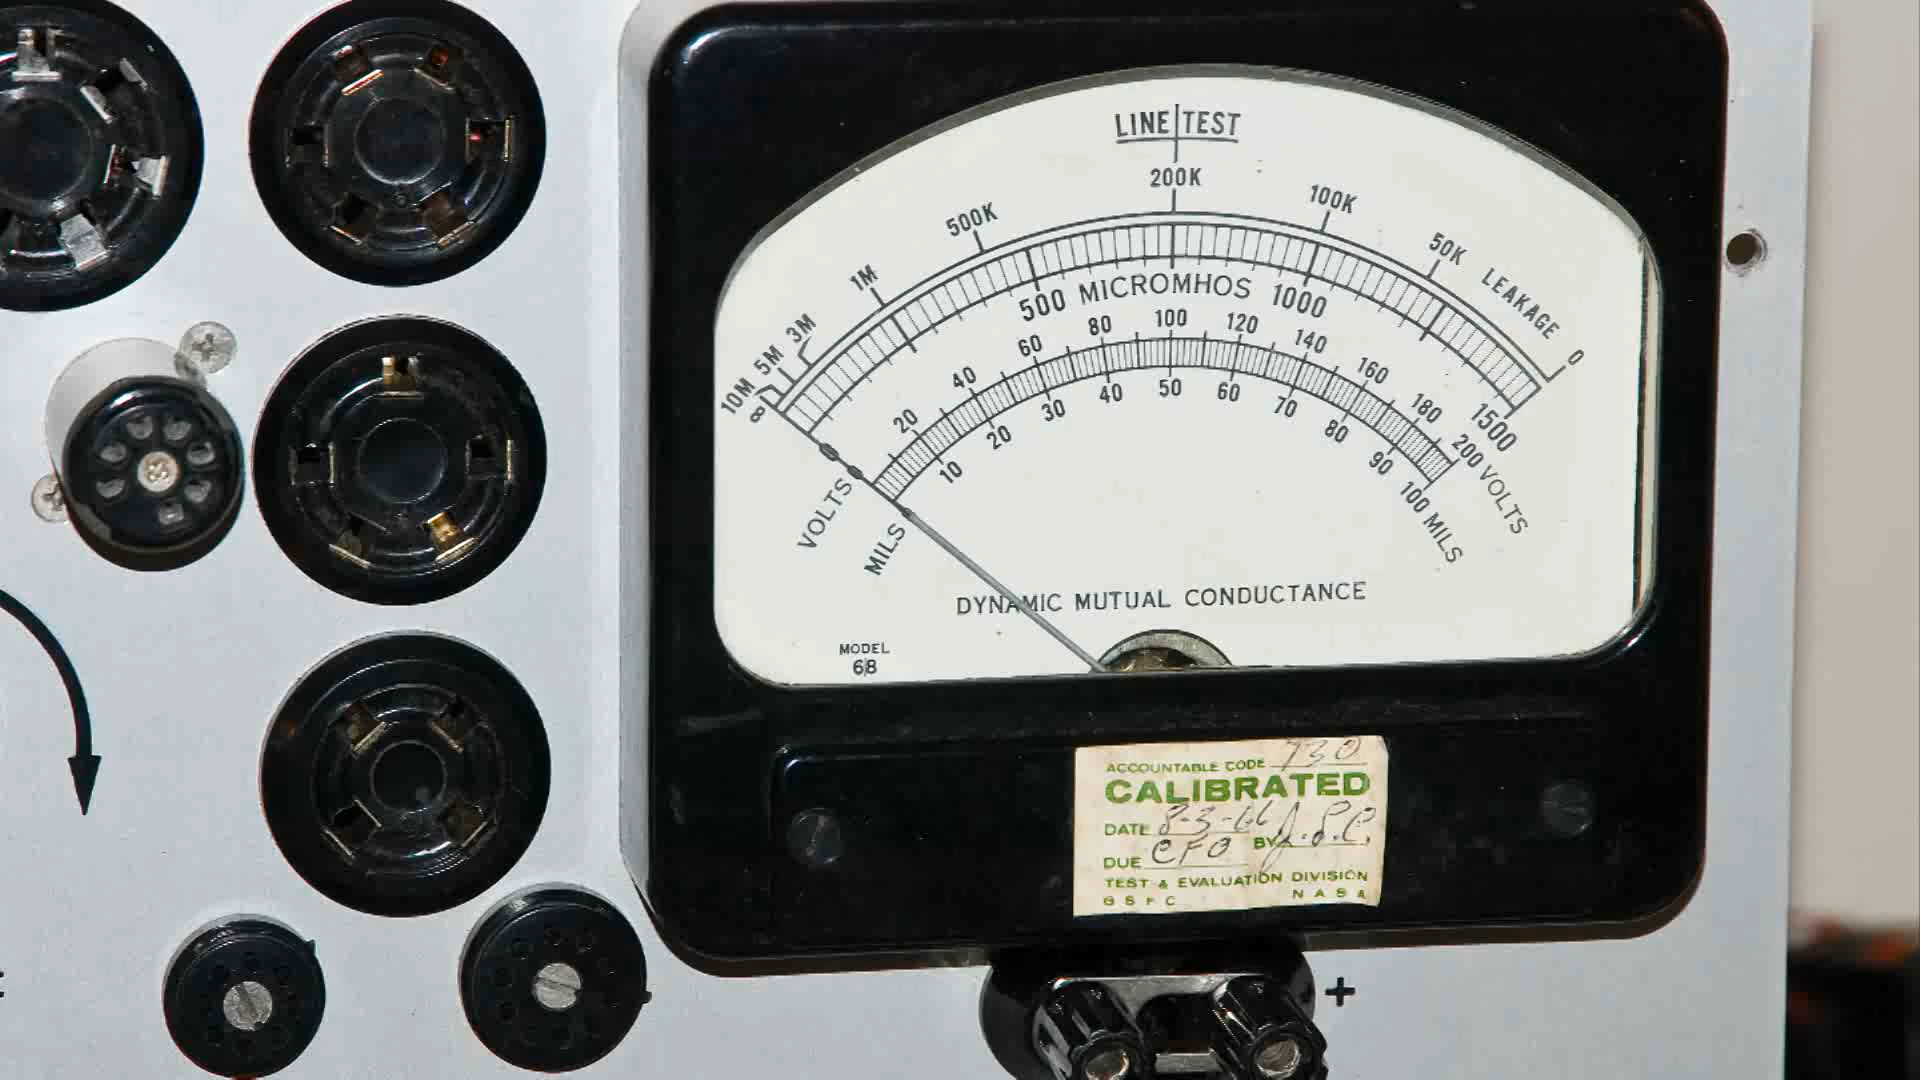 LINE TEST
200K
500K
100K
1M
50K
LEAKAGE
3M
5M
10M
∞
0
500 MICROMHOS 1000
1500
20 40 60 80 100 120 140 160 180 200 VOLTS
10 20 30 40 50 60 70 80 90 100 MILS
VOLTS
MILS
DYNAMIC MUTUAL CONDUCTANCE
MODEL
68
ACCOUNTABLE CODE 730
CALIBRATED
DATE 8-3-66
BY J.S.C.
DUE CFO
TEST & EVALUATION DIVISION
GSFC NASA
+